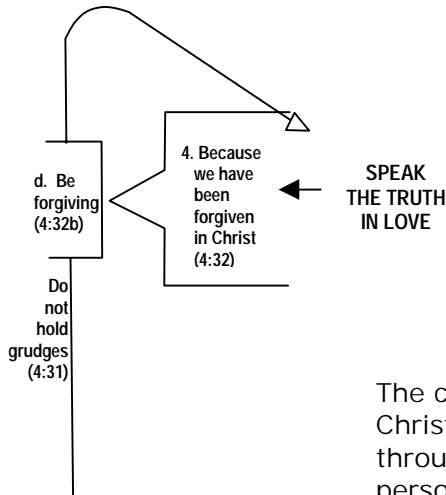 d. Be
forgiving
(4:32b)
Do
not
hold
grudges
(4:31)
4. Because
we have
been
forgiven
in Christ
(4:32)
SPEAK
THE TRUTH
IN LOVE
The
Christ
throu
perso